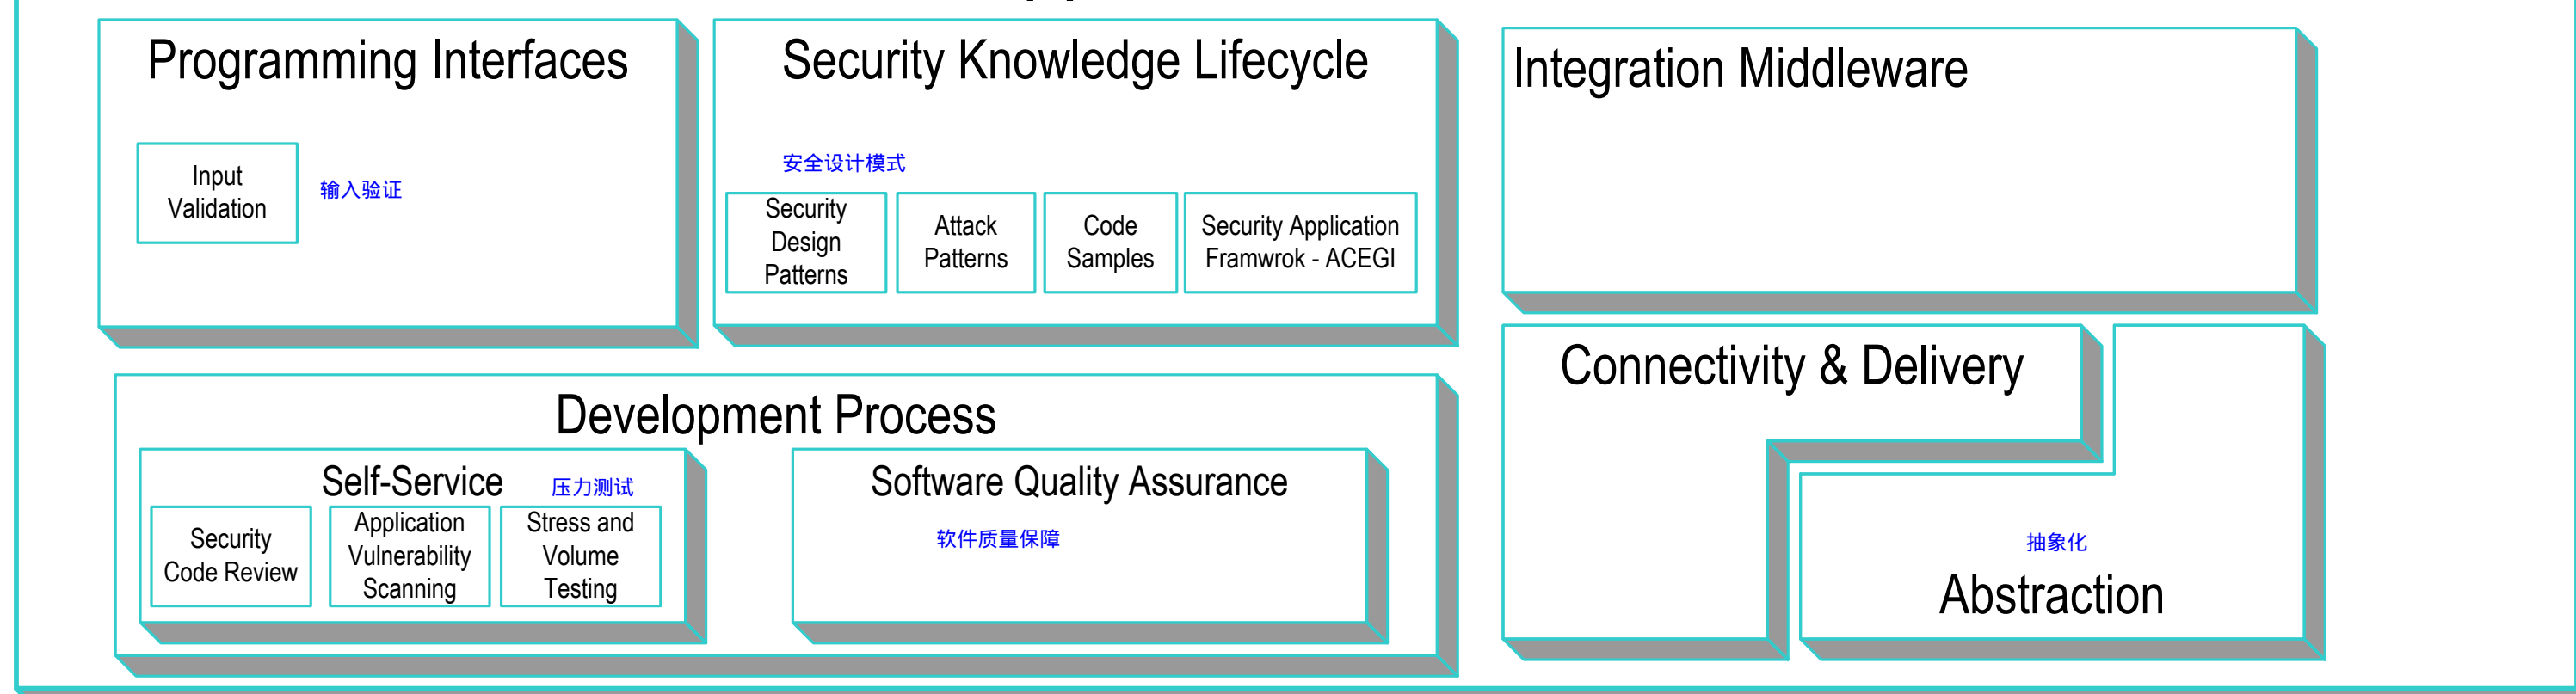 Programming Interfaces
Input
Validation
输入验证
Security Knowledge Lifecycle
安全设计模式
Security
Design
Patterns
Attack
Patterns
Code
Samples
Security Application
Framwrok - ACEGI
Integration Middleware
Development Process
Self-Service
压力测试
Security
Code Review
Application
Vulnerability
Scanning
Stress and
Volume
Testing
Software Quality Assurance
软件质量保障
Connectivity & Delivery
抽象化
Abstraction